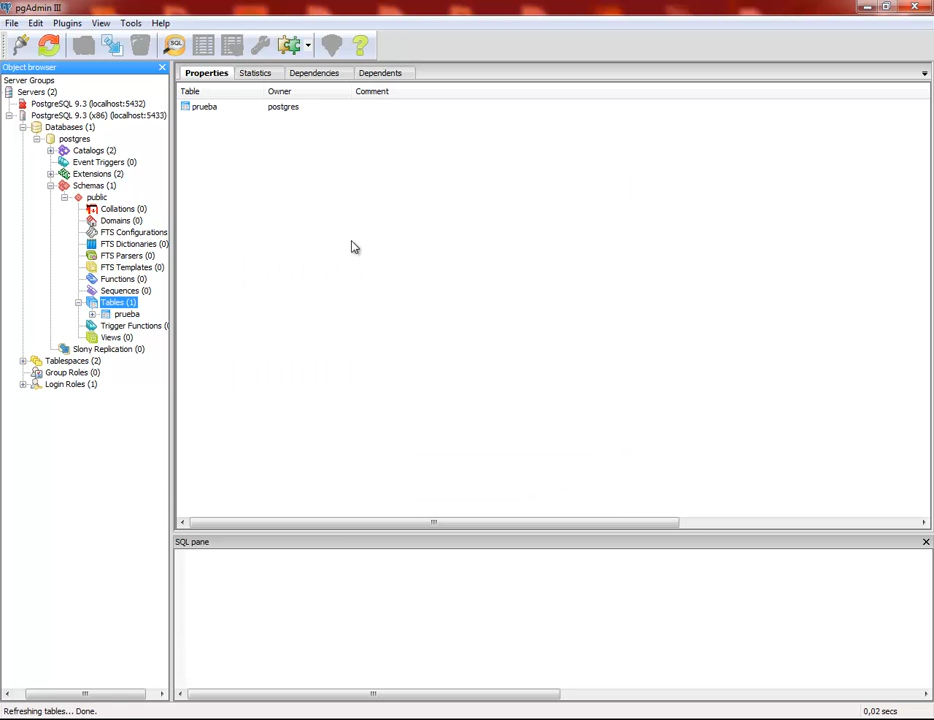 pgAdmin III
File Edit Plugins View Tools Help
SQL
Object browser
Server Groups
Servers (2)
PostgreSQL 9.3 (localhost:5432)
PostgreSQL 9.3 (x86) (localhost:5433)
Databases (1)
postgres
Catalogs (2)
Event Triggers (0)
Extensions (2)
Schemas (1)
public
Collations (0)
Domains (0)
FTS Configurations
FTS Dictionaries (0)
FTS Parsers (0)
FTS Templates (0)
Functions (0)
Sequences (0)
Tables (1)
prueba
Trigger Functions (0
Views (0)
Slony Replication (0)
Tablespaces (2)
Group Roles (0)
Login Roles (1)
Properties Statistics Dependencies Dependents
Table Owner Comment
prueba postgres
SQL pane
Refreshing tables... Done. 0,02 secs